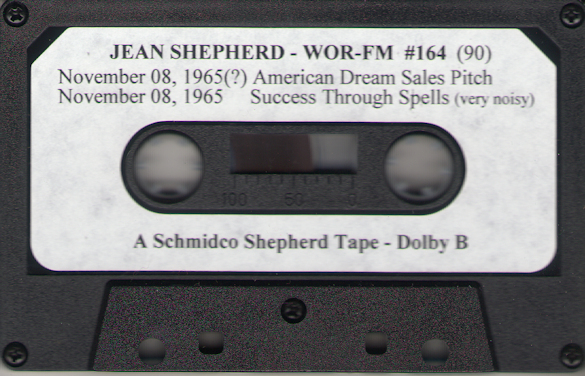 JEAN SHEPHERD - WOR-FM #164 (90)
November 08, 1965(?) American Dream Sales Pitch
November 08, 1965 Success Through Spells (very noisy)
100 50 0
A Schmidco Shepherd Tape - Dolby B